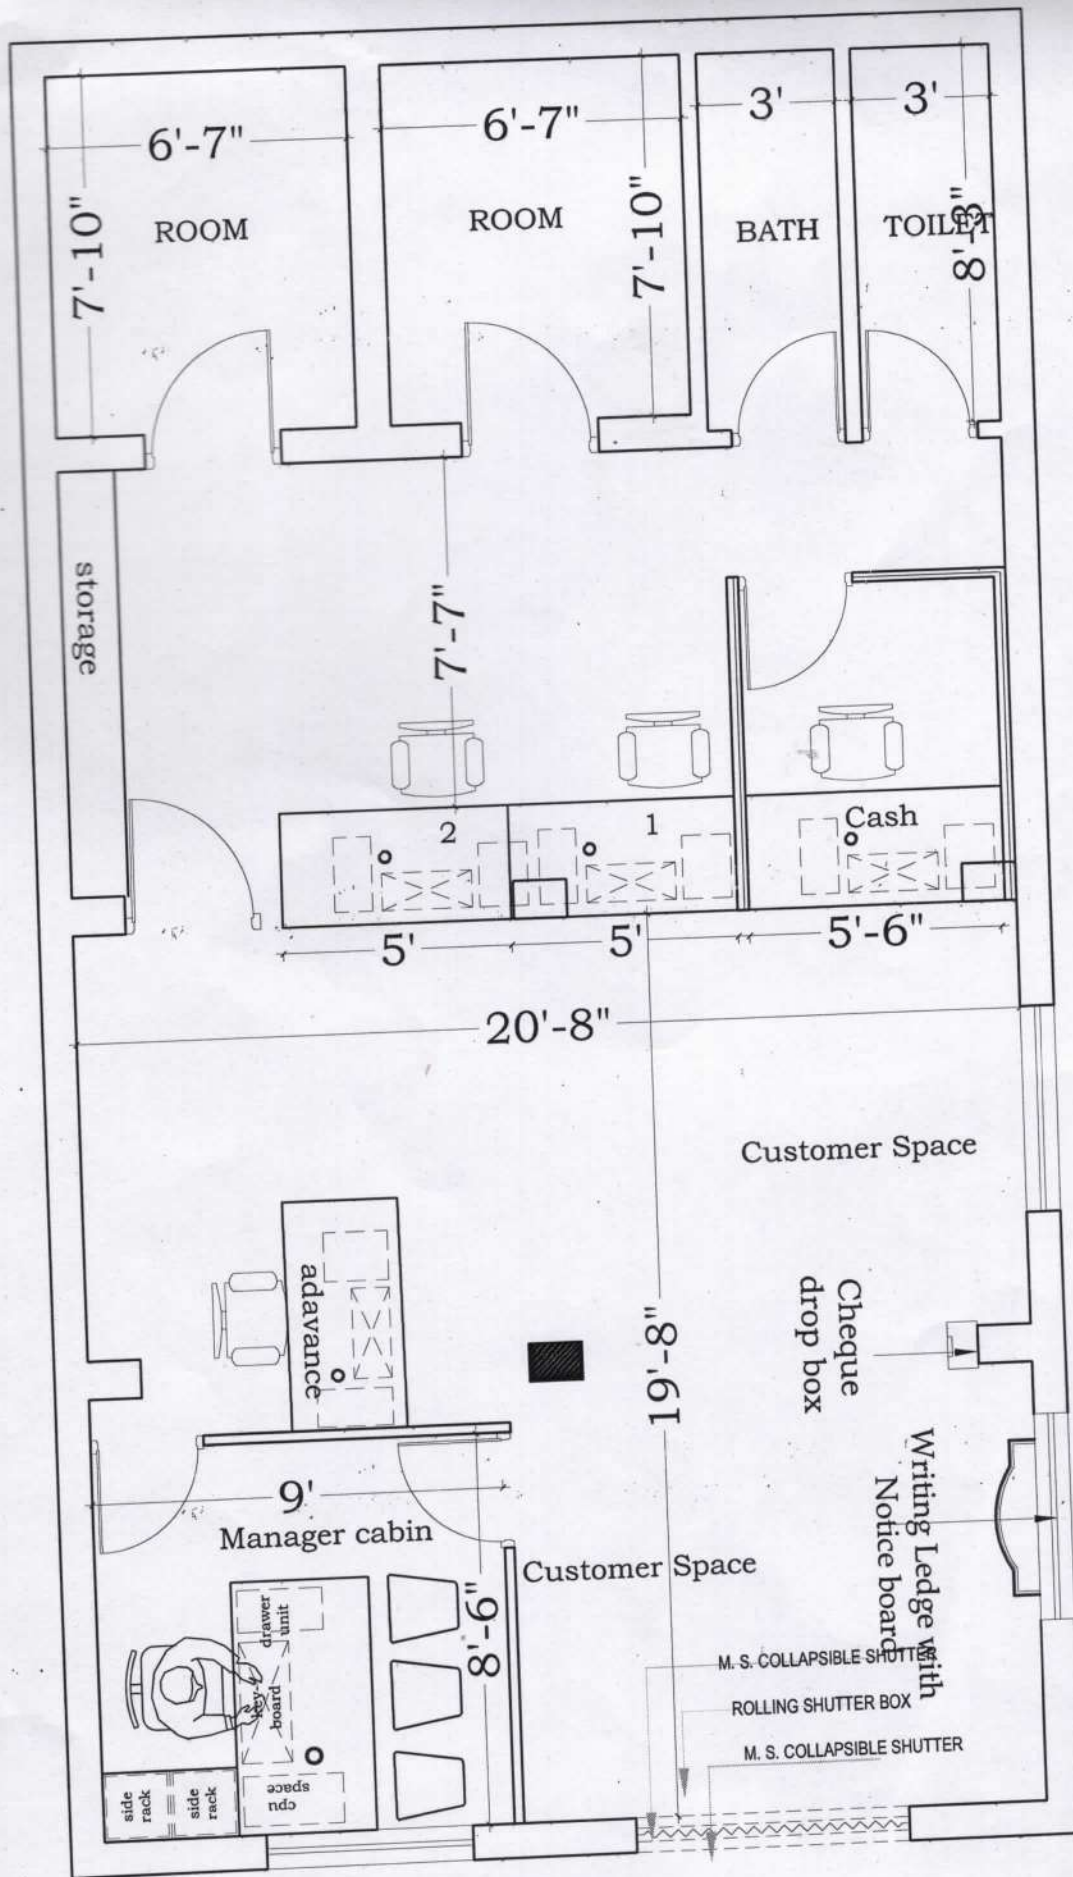 6'-7"
6'-7"
3'
3'
7'-10"
ROOM
ROOM
7'-10"
BATH
TOILET
8'-3"
storage
7'-7"
2
1
Cash
5'
5'
5'-6"
20'-8"
Customer Space
adavance
19'-8"
Cheque
drop box
Writing Ledge with
Notice board
9'
Manager cabin
8'-9"
Customer Space
drawer
unit
key-
board
cpu
space
side
rack
side
rack
M. S. COLLAPSIBLE SHUTTER
ROLLING SHUTTER BOX
M. S. COLLAPSIBLE SHUTTER